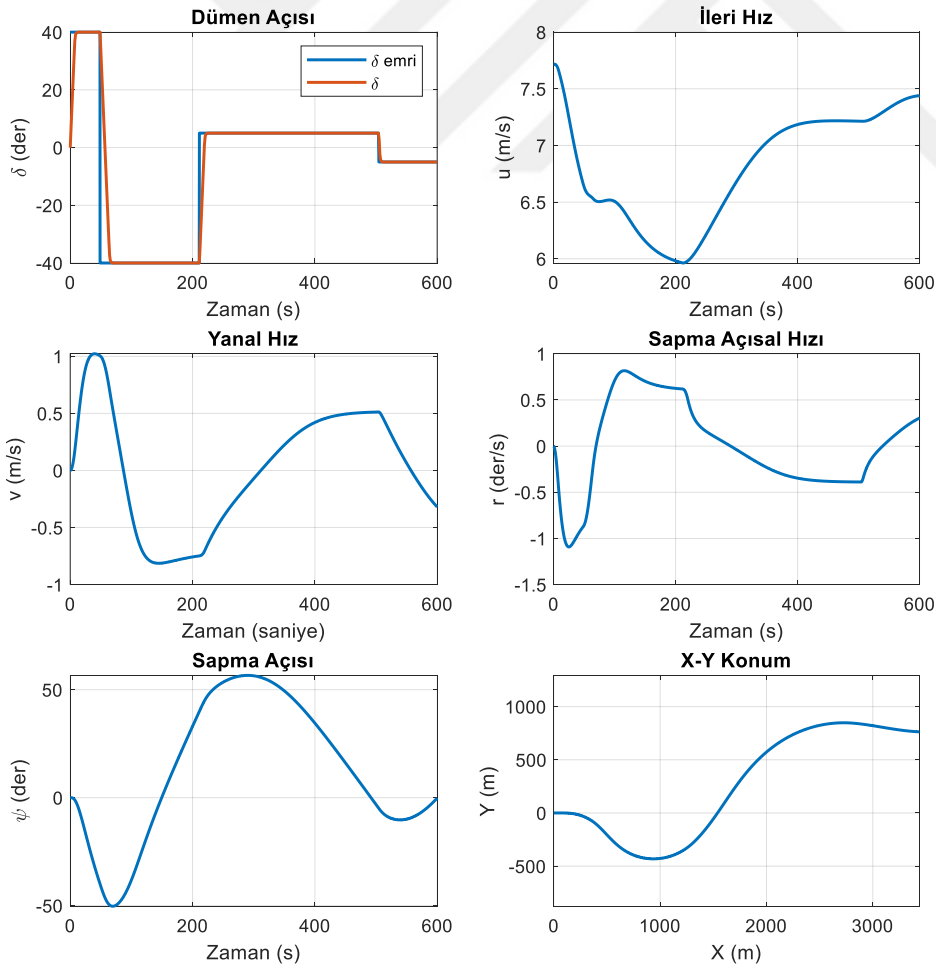 Dümen Açısı
40
20
0
-20
-40
δ (der)
δ emri
δ
0 200 400 600
Zaman (s)
İleri Hız
8
7.5
7
6.5
6
u (m/s)
0 200 400 600
Zaman (s)
Yanal Hız
1
0.5
0
-0.5
-1
v (m/s)
0 200 400 600
Zaman (saniye)
Sapma Açısal Hızı
1
0.5
0
-0.5
-1
-1.5
r (der/s)
0 200 400 600
Zaman (s)
Sapma Açısı
50
0
-50
ψ (der)
0 200 400 600
Zaman (s)
X-Y Konum
1000
500
0
-500
Y (m)
0 1000 2000 3000
X (m)